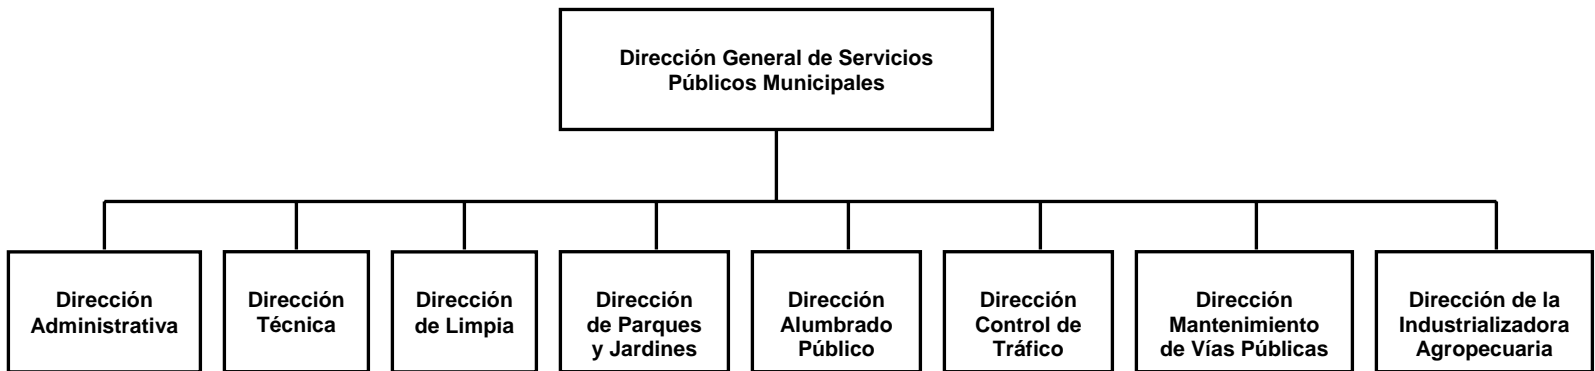 Dirección General de Servicios
Públicos Municipales
Dirección
Administrativa
Dirección
Técnica
Dirección
de Limpia
Dirección
de Parques
y Jardines
Dirección
Alumbrado
Público
Dirección
Control de
Tráfico
Dirección
Mantenimiento
de Vías Públicas
Dirección de la
Industrializadora
Agropecuaria